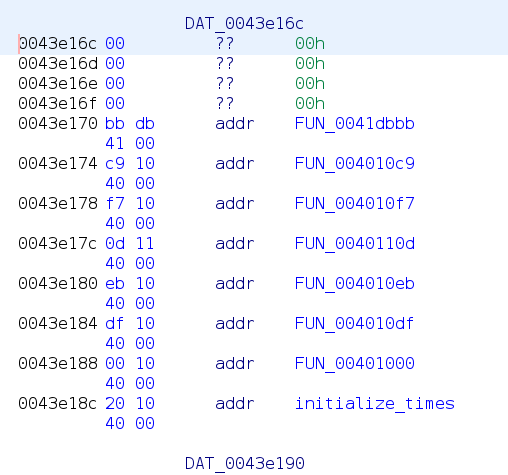 DAT_0043e16c
0043e16c 00 ?? 00h
0043e16d 00 ?? 00h
0043e16e 00 ?? 00h
0043e16f 00 ?? 00h
0043e170 bb db addr FUN_0041dbbb
41 00
0043e174 c9 10 addr FUN_004010c9
40 00
0043e178 f7 10 addr FUN_004010f7
40 00
0043e17c 0d 11 addr FUN_0040110d
40 00
0043e180 eb 10 addr FUN_004010eb
40 00
0043e184 df 10 addr FUN_004010df
40 00
0043e188 00 10 addr FUN_00401000
40 00
0043e18c 20 10 addr initialize_times
40 00
DAT_0043e190